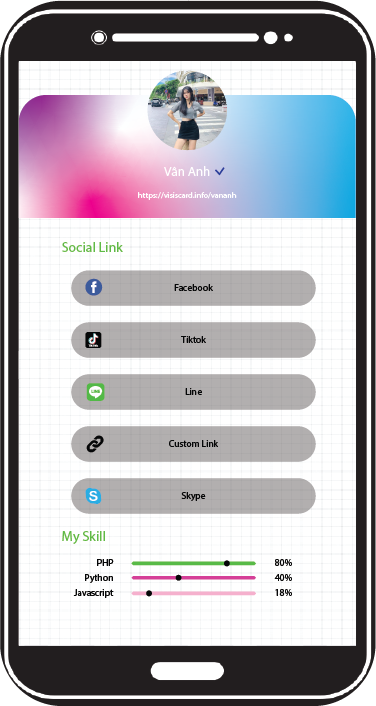 Vân Anh
https://visiscard.info/vananh
Social Link
Facebook
Tiktok
LINE
Line
Custom Link
Skype
My Skill
PHP 80%
Python 40%
Javascript 18%